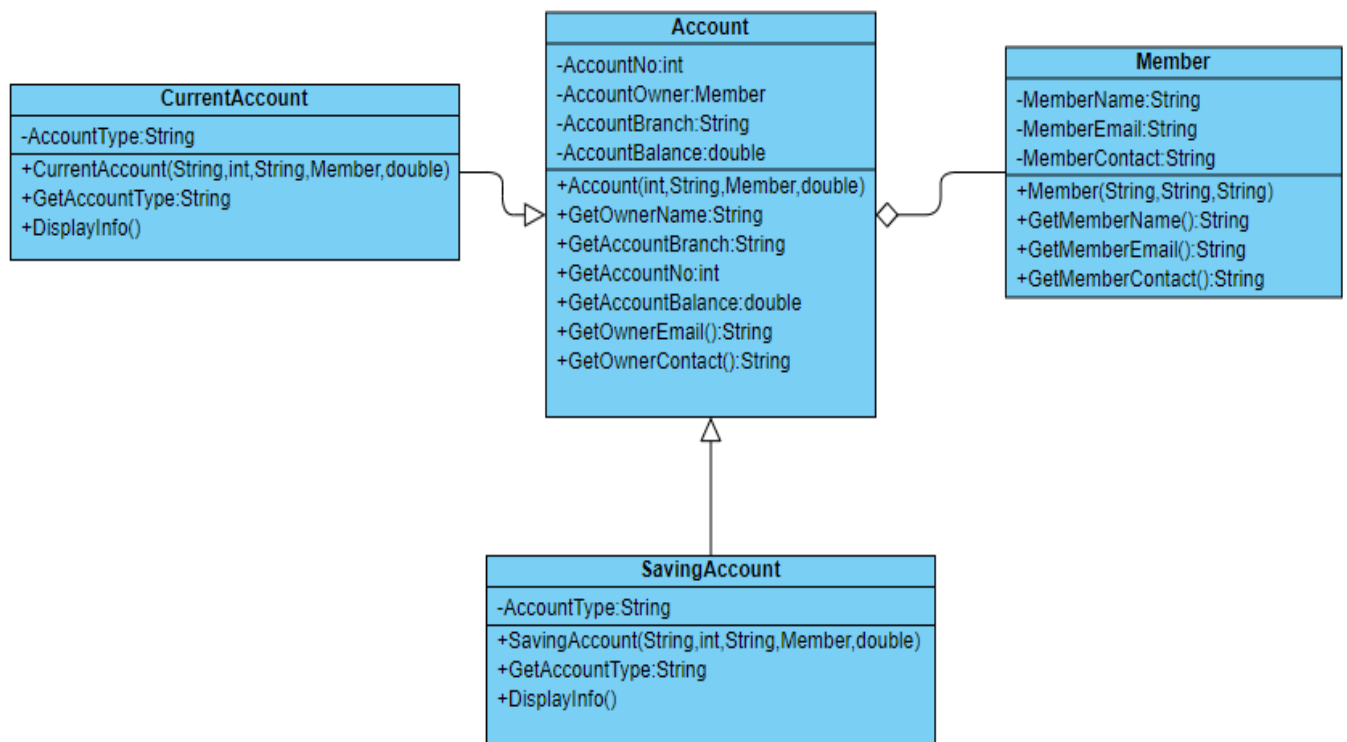 Account
-AccountNo:int
-AccountOwner:Member
-AccountBranch:String
-AccountBalance:double
+Account(int,String,Member,double)
+GetOwnerName:String
+GetAccountBranch:String
+GetAccountNo:int
+GetAccountBalance:double
+GetOwnerEmail():String
+GetOwnerContact():String
Member
-MemberName:String
-MemberEmail:String
-MemberContact:String
+Member(String,String,String)
+GetMemberName():String
+GetMemberEmail():String
+GetMemberContact():String
CurrentAccount
-AccountType:String
+CurrentAccount(String,int,String,Member,double)
+GetAccountType:String
+DisplayInfo()
SavingAccount
-AccountType:String
+SavingAccount(String,int,String,Member,double)
+GetAccountType:String
+DisplayInfo()